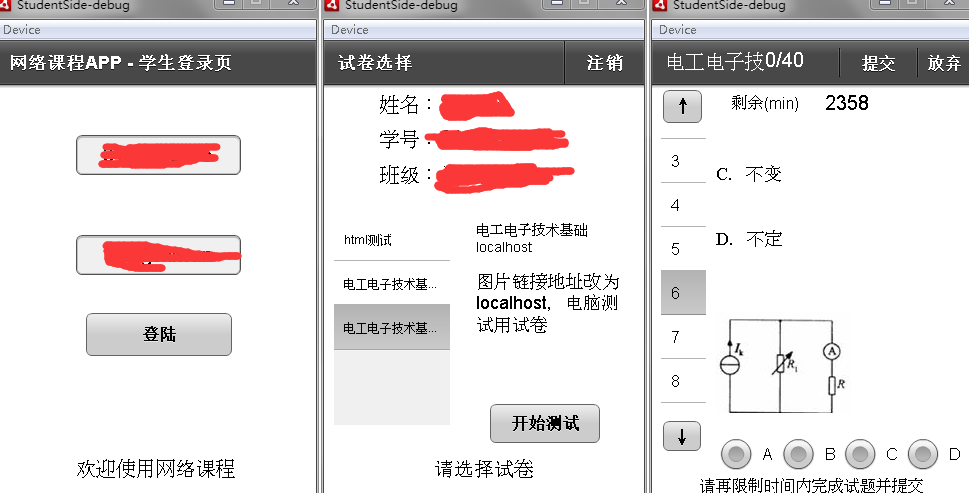 StudentSide-debug
Device
网络课程APP - 学生登录页
登陆
欢迎使用网络课程
StudentSide-debug
Device
试卷选择 注销
姓名：
学号：
班级：
html测试
电工电子技术基...
电工电子技术基...
电工电子技术基础
localhost
图片链接地址改为
localhost, 电脑测
试用试卷
开始测试
请选择试卷
StudentSide-debug
Device
电工电子技0/40 提交 放弃
↑
剩余(min) 2358
3
4
5
6
7
8
↓
C. 不变
D. 不定
Ik
R1
A
R
A B C D
请再限制时间内完成试题并提交